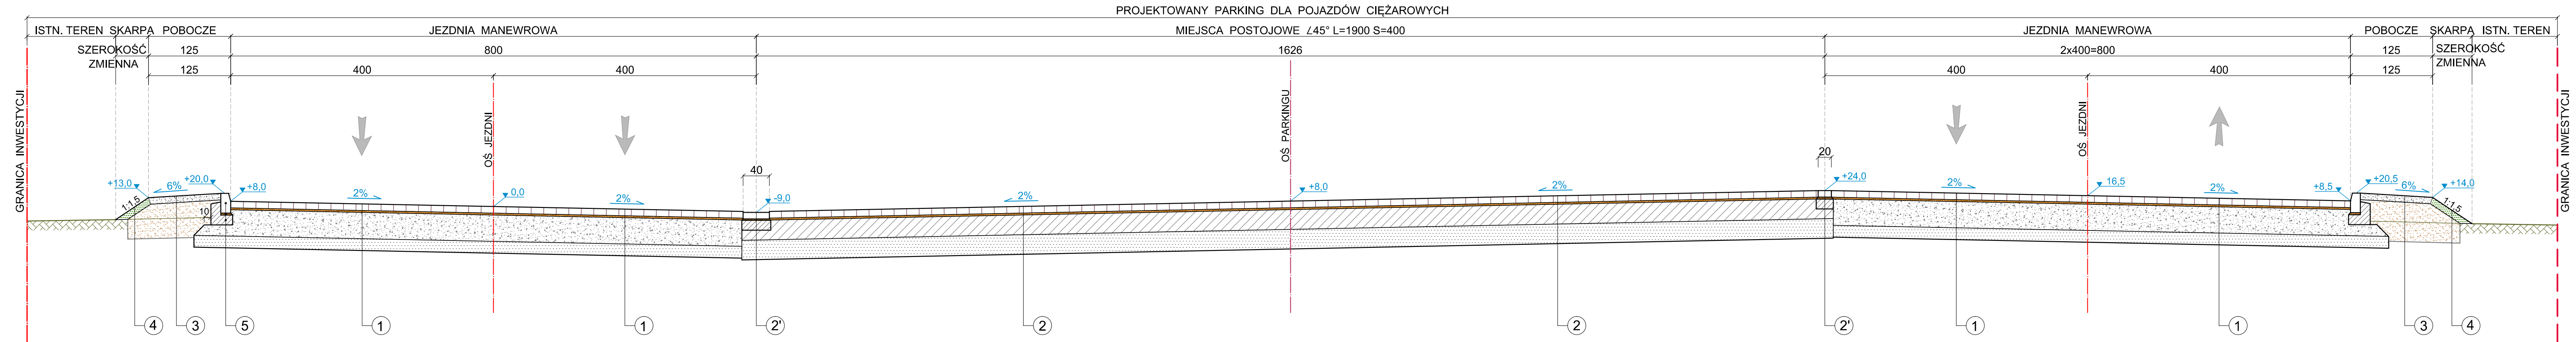 PROJEKTOWANY PARKING DLA POJAZDÓW CIĘŻAROWYCH
ISTN. TEREN SKARPA POBOCZE JEZDNIA MANEWROWA MIEJSCA POSTOJOWE ∠45° L=1900 S=400 JEZDNIA MANEWROWA POBOCZE SKARPA ISTN. TEREN
SZEROKOŚĆ 125 800 1626 2x400=800 125 SZEROKOŚĆ
ZMIENNA 125 400 400 400 400 125 ZMIENNA
GRANICA INWESTYCJI
OŚ JEZDNI
OŚ PARKINGU
OŚ JEZDNI
GRANICA INWESTYCJI
40 20
+13,0 6% +20,0 +8,0 2% 0,0 2% -9,0 2% +8,0 2% +24,0 2% 16,5 2% +8,5 +20,5 6% +14,0
1:1,5 10 1:1,5
4 3 5 1 1 2' 2 2 2' 1 1 3 4